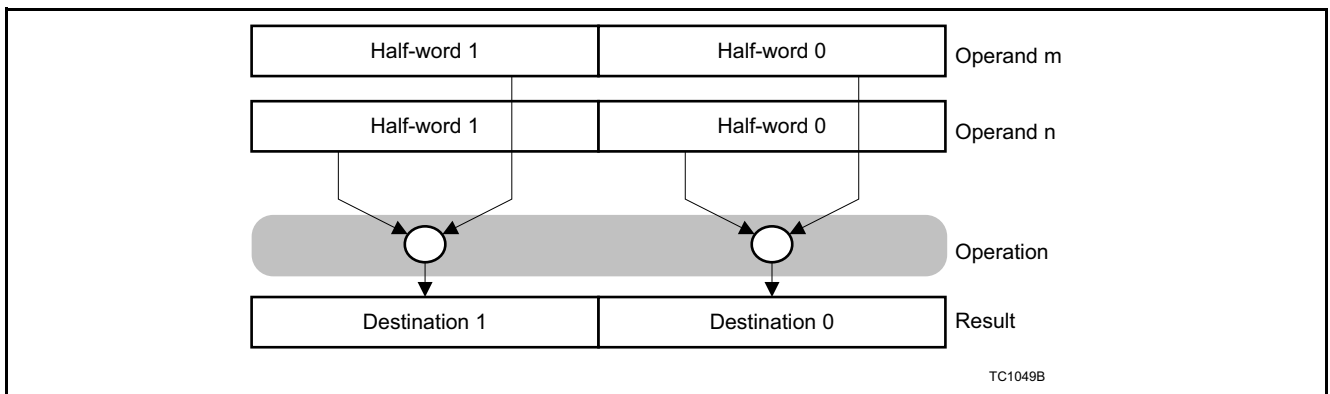 Half-word 1 Half-word 0 Operand m
Half-word 1 Half-word 0 Operand n
Operation
Destination 1 Destination 0 Result
TC1049B